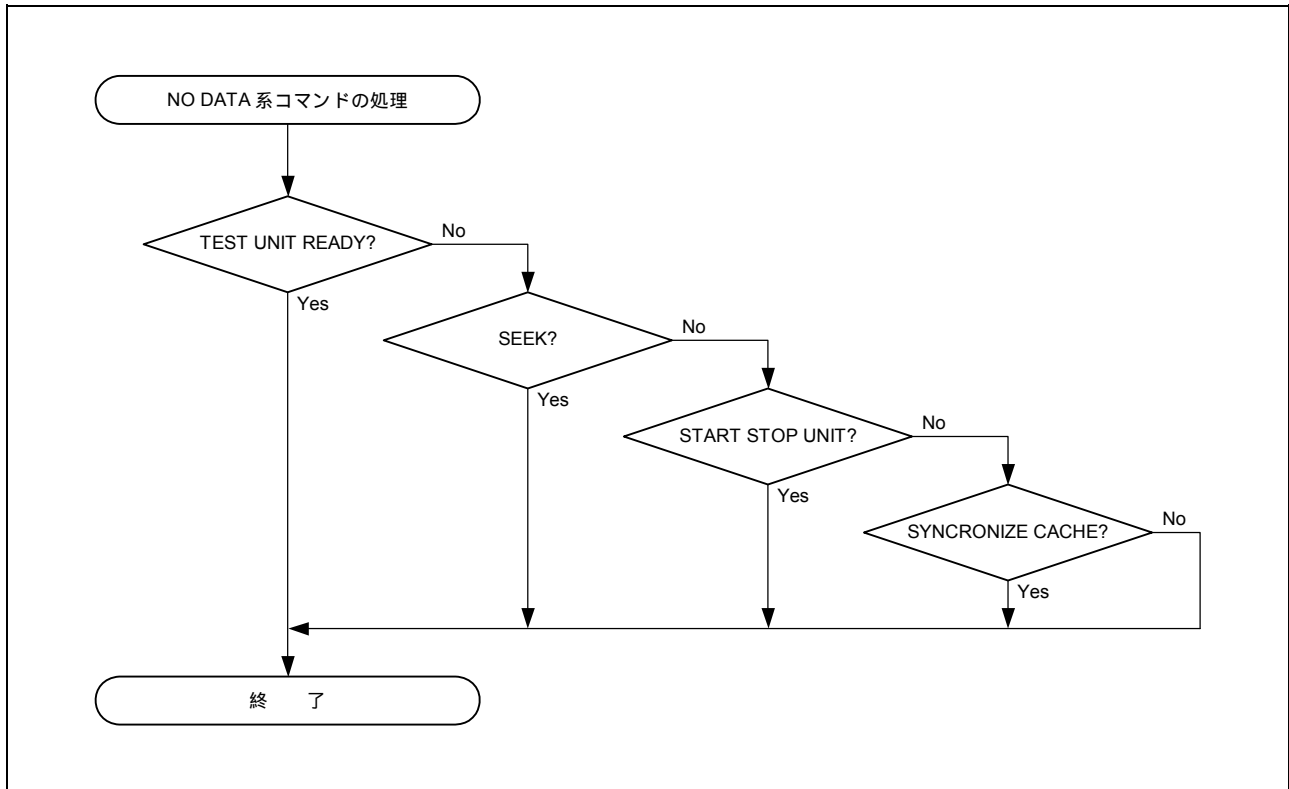 NO DATA 系コマンドの処理
TEST UNIT READY?
No
Yes
SEEK?
No
Yes
START STOP UNIT?
No
Yes
SYNCRONIZE CACHE?
No
Yes
終　　了